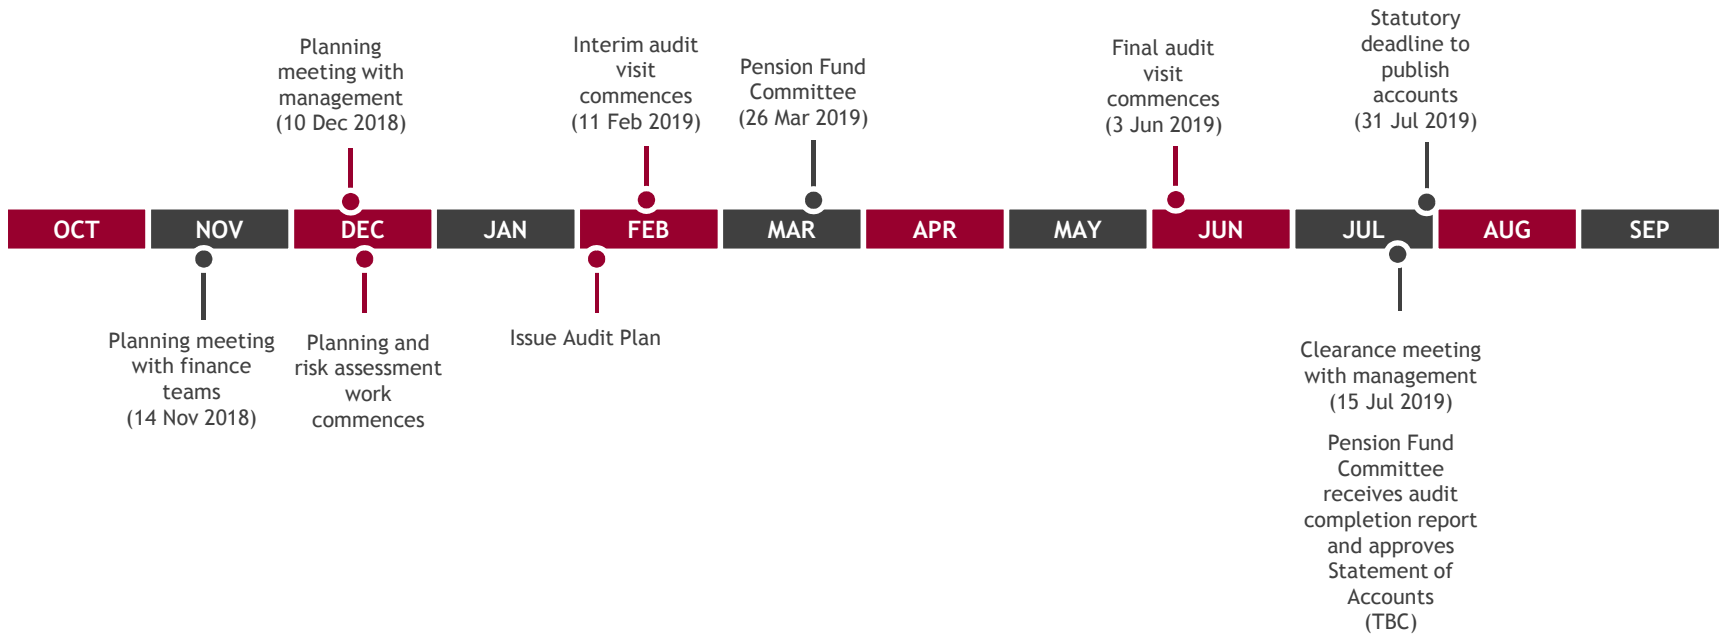 Planning
meeting with
management
(10 Dec 2018)
Interim audit
visit
commences
(11 Feb 2019)
Pension Fund
Committee
(26 Mar 2019)
Final audit
visit
commences
(3 Jun 2019)
Statutory
deadline to
publish
accounts
(31 Jul 2019)
OCT NOV DEC JAN FEB MAR APR MAY JUN JUL AUG SEP
Planning meeting
with finance
teams
(14 Nov 2018)
Planning and
risk assessment
work
commences
Issue Audit Plan
Clearance meeting
with management
(15 Jul 2019)
Pension Fund
Committee
receives audit
completion report
and approves
Statement of
Accounts
(TBC)